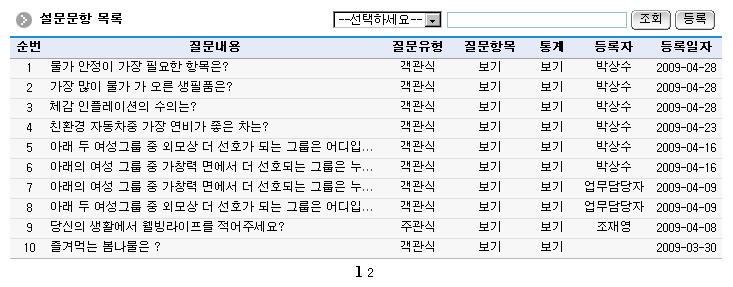 설문문항 목록 --선택하세요-- 조회 등록
순번 질문내용 질문유형 질문항목 통계 등록자 등록일자
1 물가 안정이 가장 필요한 항목은? 객관식 보기 보기 박상수 2009-04-28
2 가장 많이 물가 가 오른 생필품은? 객관식 보기 보기 박상수 2009-04-28
3 체감 인플레이션의 수의는? 객관식 보기 보기 박상수 2009-04-28
4 친환경 자동차중 가장 연비가 좋은 차는? 객관식 보기 보기 박상수 2009-04-23
5 아래 두 여성그룹 중 외모상 더 선호가 되는 그룹은 어디입... 객관식 보기 보기 박상수 2009-04-16
6 아래의 여성 그룹 중 가창력 면에서 더 선호되는 그룹은 누... 객관식 보기 보기 박상수 2009-04-16
7 아래의 여성 그룹 중 가창력 면에서 더 선호되는 그룹은 누... 객관식 보기 보기 업무담당자 2009-04-09
8 아래 두 여성그룹 중 외모상 더 선호가 되는 그룹은 어디입... 객관식 보기 보기 업무담당자 2009-04-09
9 당신의 생활에서 웰빙라이프를 적어주세요? 주관식 보기 보기 조재영 2009-04-08
10 즐겨먹는 봄나물은 ? 객관식 보기 보기 2009-03-30
1 2